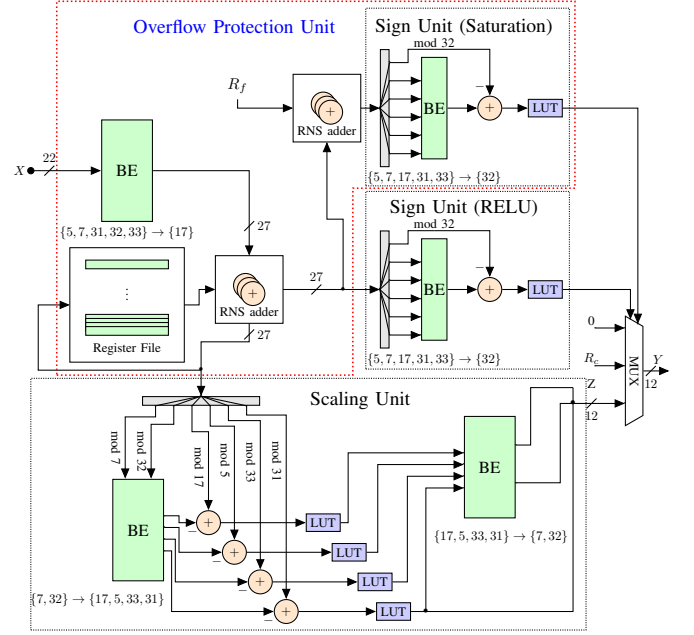 Overflow Protection Unit
Sign Unit (Saturation)
mod 32
R_f
RNS adder
BE
−
+
LUT
{5, 7, 17, 31, 33} → {32}
X
22
BE
{5, 7, 31, 32, 33} → {17}
27
Sign Unit (RELU)
mod 32
BE
−
+
LUT
{5, 7, 17, 31, 33} → {32}
⋮
Register File
RNS adder
27
27
0
R_c
MUX
Y
12
Z
12
Scaling Unit
mod 7
mod 32
mod 17
mod 5
mod 33
mod 31
BE
{7, 32} → {17, 5, 33, 31}
−
+
LUT
−
+
LUT
−
+
LUT
−
+
LUT
BE
{17, 5, 33, 31} → {7, 32}